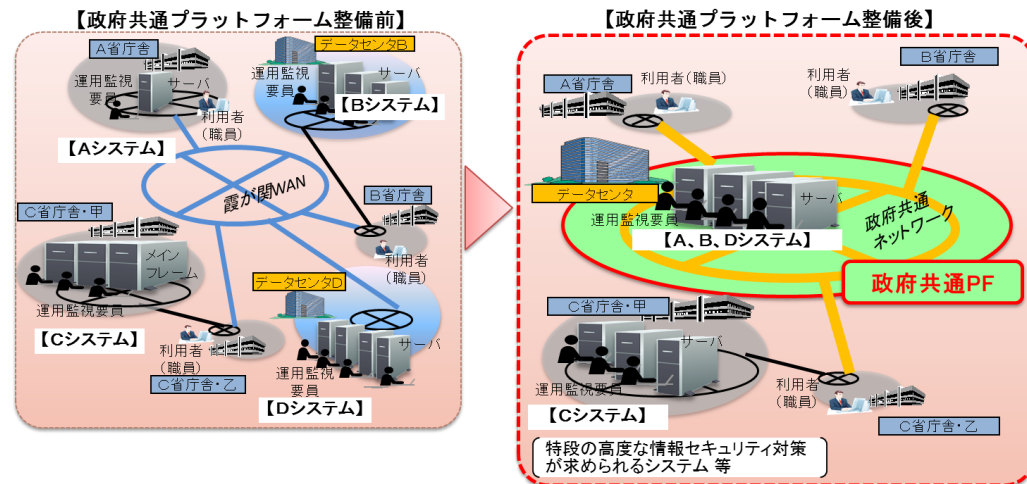 【政府共通プラットフォーム整備前】
A省庁舎
運用監視
要員
サーバ
利用者
(職員)
【Aシステム】
データセンタB
運用監視
要員
【Bシステム】
霞が関WAN
B省庁舎
利用者
(職員)
C省庁舎・甲
メイン
フレーム
運用監視要員
【Cシステム】
利用者
(職員)
C省庁舎・乙
データセンタD
サーバ
運用監視
要員
【Dシステム】
【政府共通プラットフォーム整備後】
A省庁舎
利用者(職員)
B省庁舎
利用者
(職員)
データセンタ
サーバ
運用監視要員
【A、B、Dシステム】
政府共通
ネットワーク
政府共通PF
C省庁舎・甲
サーバ
運用監視要員
【Cシステム】
利用者
(職員)
C省庁舎・乙
特段の高度な情報セキュリティ対策
が求められるシステム 等